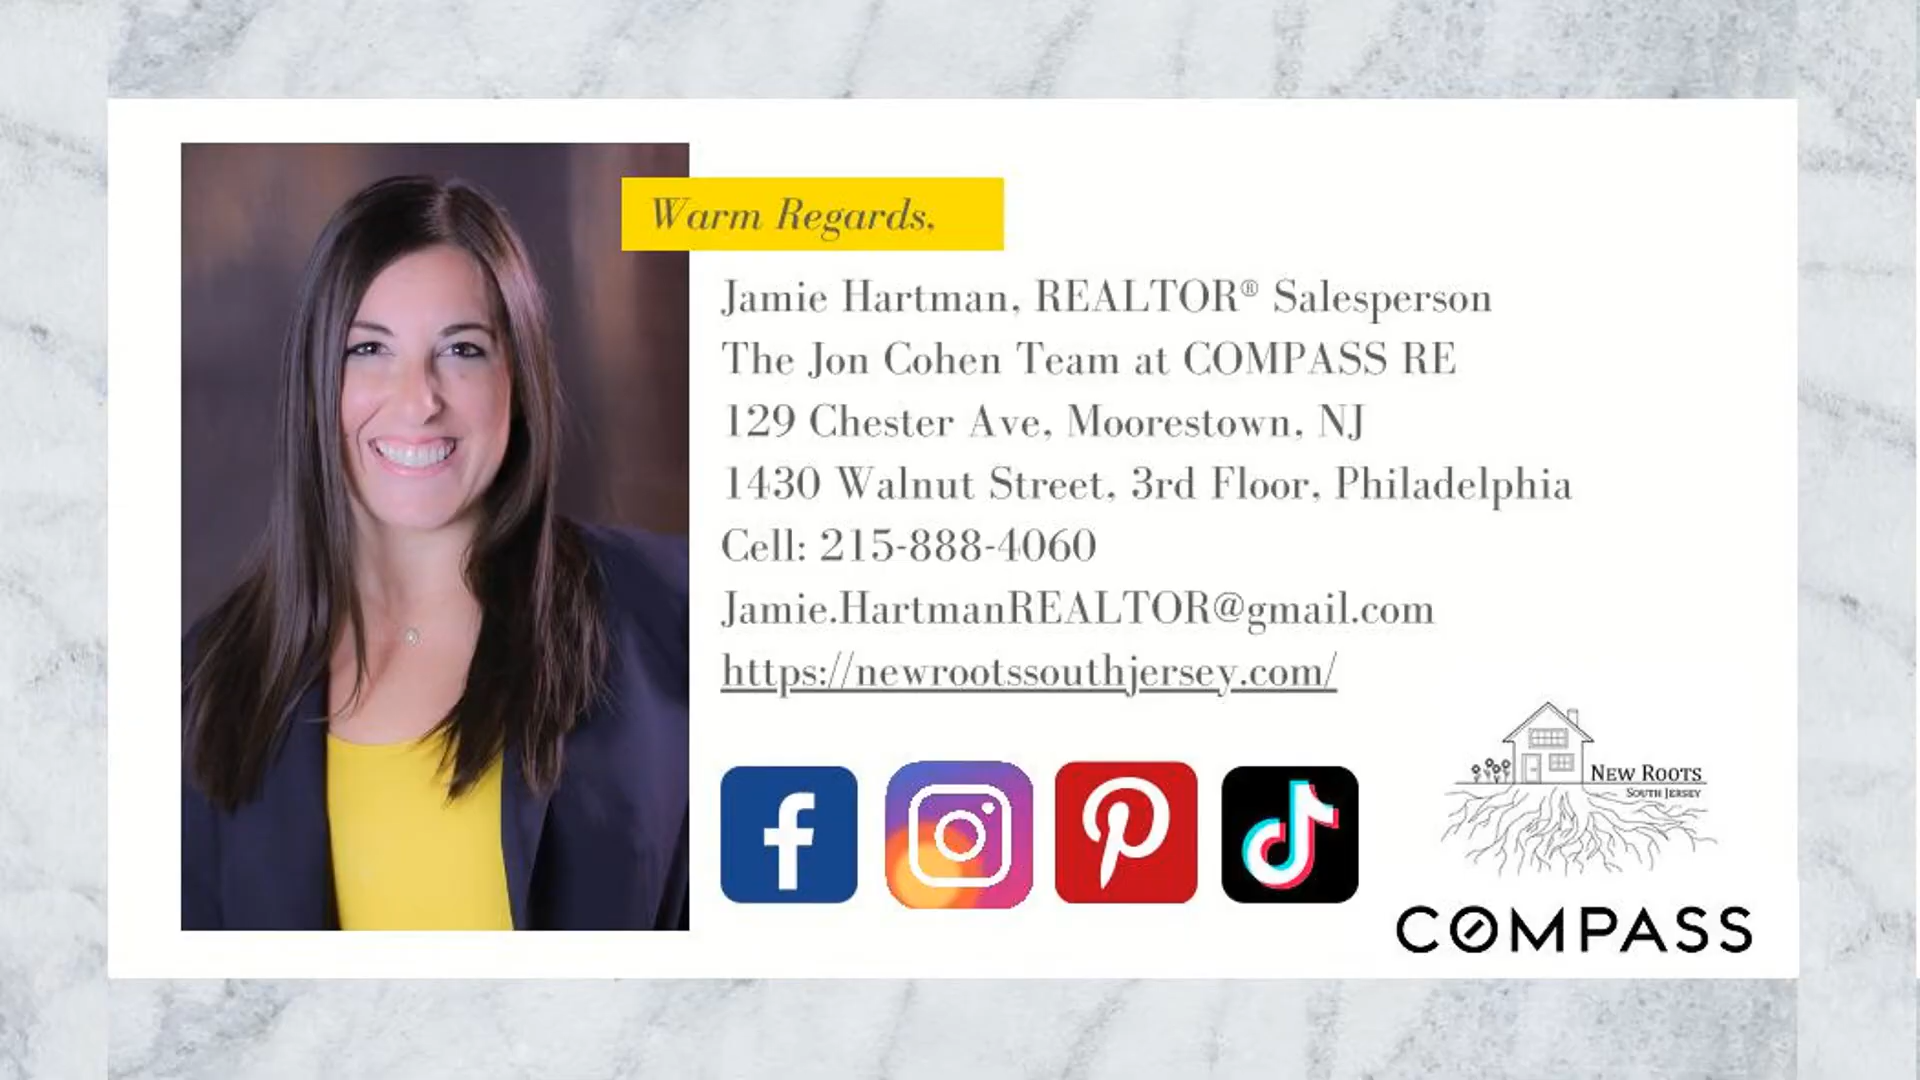 Warm Regards,
Jamie Hartman, REALTOR® Salesperson
The Jon Cohen Team at COMPASS RE
129 Chester Ave, Moorestown, NJ
1430 Walnut Street, 3rd Floor, Philadelphia
Cell: 215-888-4060
Jamie.HartmanREALTOR@gmail.com
https://newrootssouthjersey.com/
NEW ROOTS
SOUTH JERSEY
COMPASS